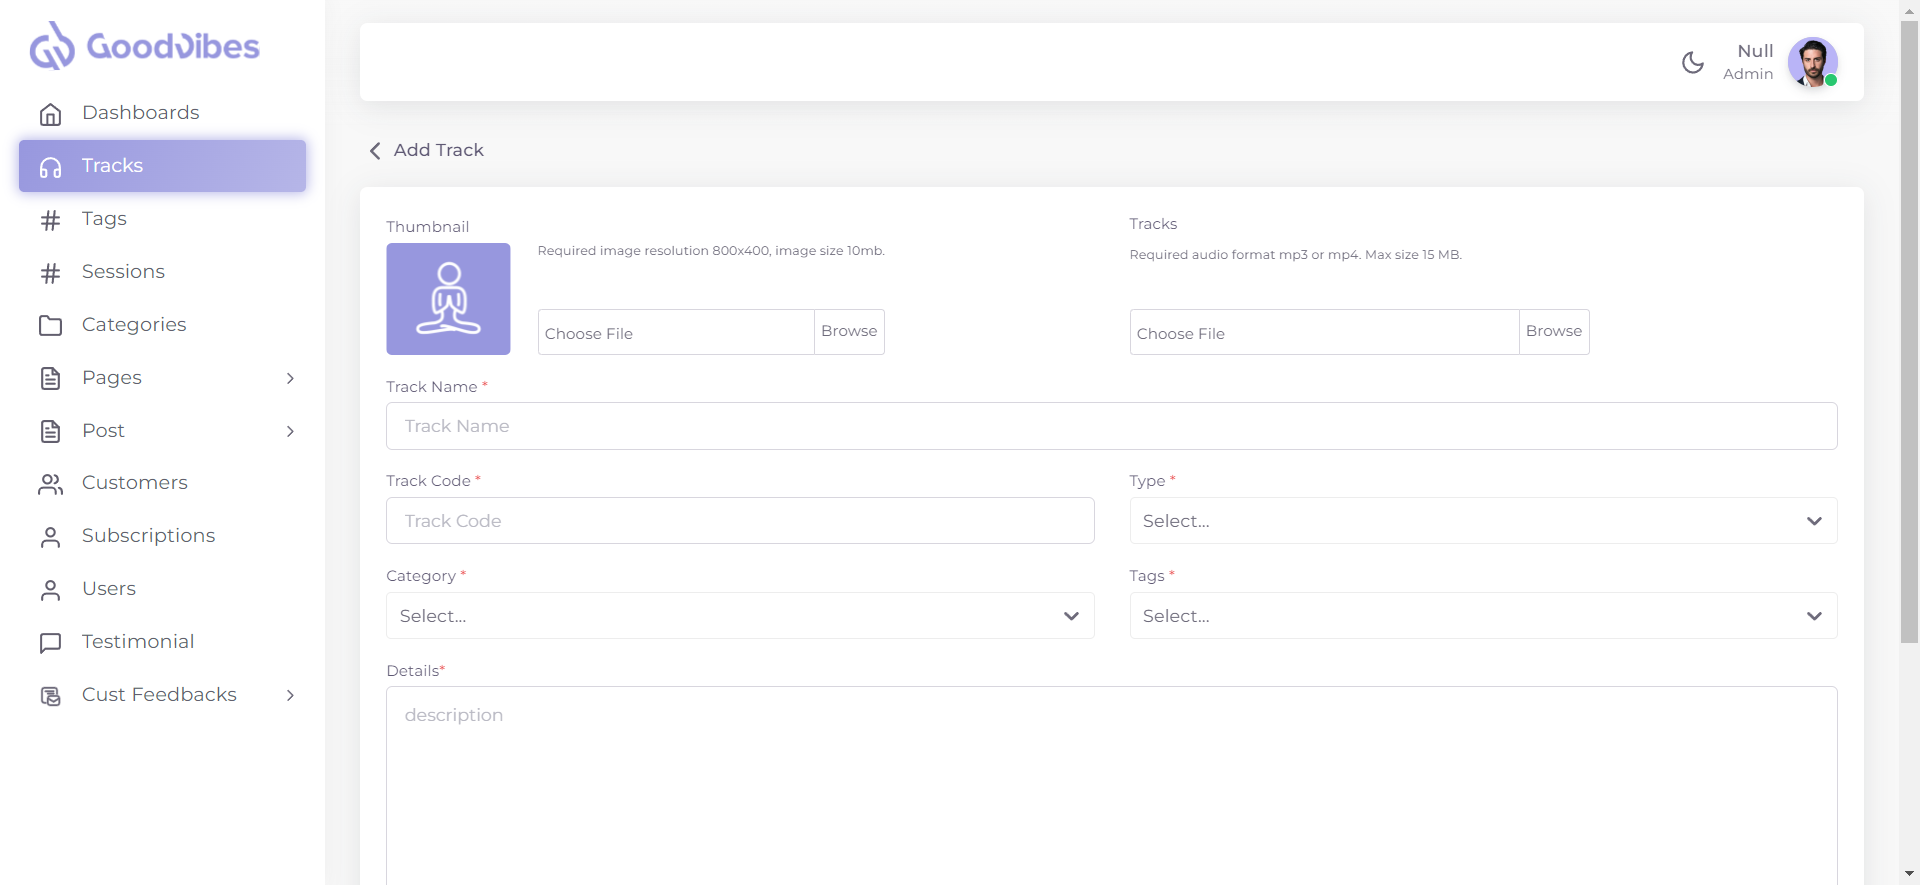 GoodVibes
Dashboards
Tracks
Tags
Sessions
Categories
Pages
Post
Customers
Subscriptions
Users
Testimonial
Cust Feedbacks
Null
Admin
Add Track
Thumbnail
Required image resolution 800x400, image size 10mb.
Choose File
Browse
Tracks
Required audio format mp3 or mp4. Max size 15 MB.
Choose File
Browse
Track Name *
Track Name
Track Code *
Track Code
Type *
Select...
Category *
Select...
Tags *
Select...
Details*
description